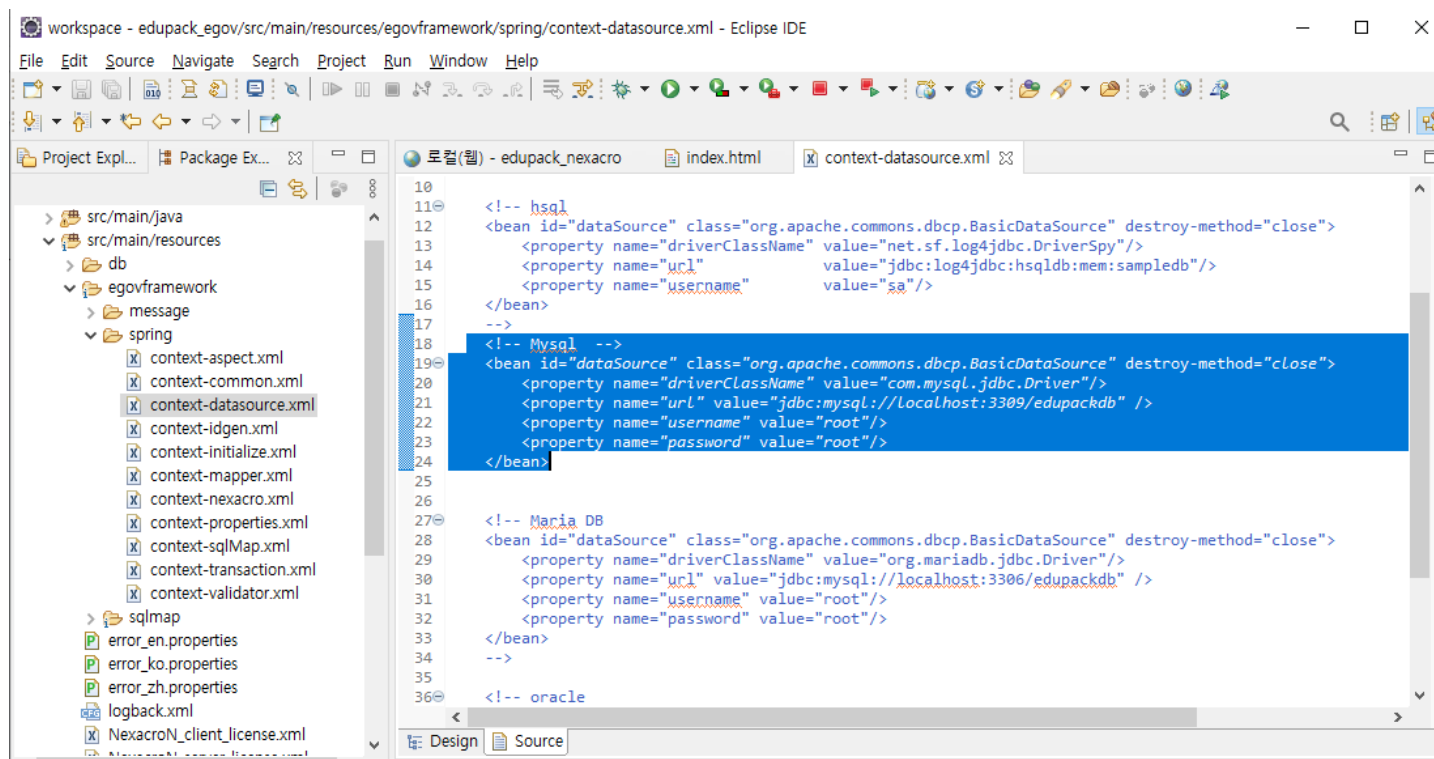 workspace - edupack_egov/src/main/resources/egovframework/spring/context-datasource.xml - Eclipse IDE
File Edit Source Navigate Search Project Run Window Help
Project Expl... Package Ex...
로컬(웹) - edupack_nexacro index.html context-datasource.xml
src/main/java
src/main/resources
db
egovframework
message
spring
context-aspect.xml
context-common.xml
context-datasource.xml
context-idgen.xml
context-initialize.xml
context-mapper.xml
context-nexacro.xml
context-properties.xml
context-sqlMap.xml
context-transaction.xml
context-validator.xml
sqlmap
error_en.properties
error_ko.properties
error_zh.properties
logback.xml
NexacroN_client_license.xml
10
11 <!-- hsql
12 <bean id="dataSource" class="org.apache.commons.dbcp.BasicDataSource" destroy-method="close">
13 <property name="driverClassName" value="net.sf.log4jdbc.DriverSpy"/>
14 <property name="url" value="jdbc:log4jdbc:hsqldb:mem:sampledb"/>
15 <property name="username" value="sa"/>
16 </bean>
17 -->
18 <!-- Mysql -->
19 <bean id="dataSource" class="org.apache.commons.dbcp.BasicDataSource" destroy-method="close">
20 <property name="driverClassName" value="com.mysql.jdbc.Driver"/>
21 <property name="url" value="jdbc:mysql://localhost:3309/edupackdb" />
22 <property name="username" value="root"/>
23 <property name="password" value="root"/>
24 </bean>
25
26
27 <!-- Maria DB
28 <bean id="dataSource" class="org.apache.commons.dbcp.BasicDataSource" destroy-method="close">
29 <property name="driverClassName" value="org.mariadb.jdbc.Driver"/>
30 <property name="url" value="jdbc:mysql://localhost:3306/edupackdb" />
31 <property name="username" value="root"/>
32 <property name="password" value="root"/>
33 </bean>
34 -->
35
36 <!-- oracle
Design Source